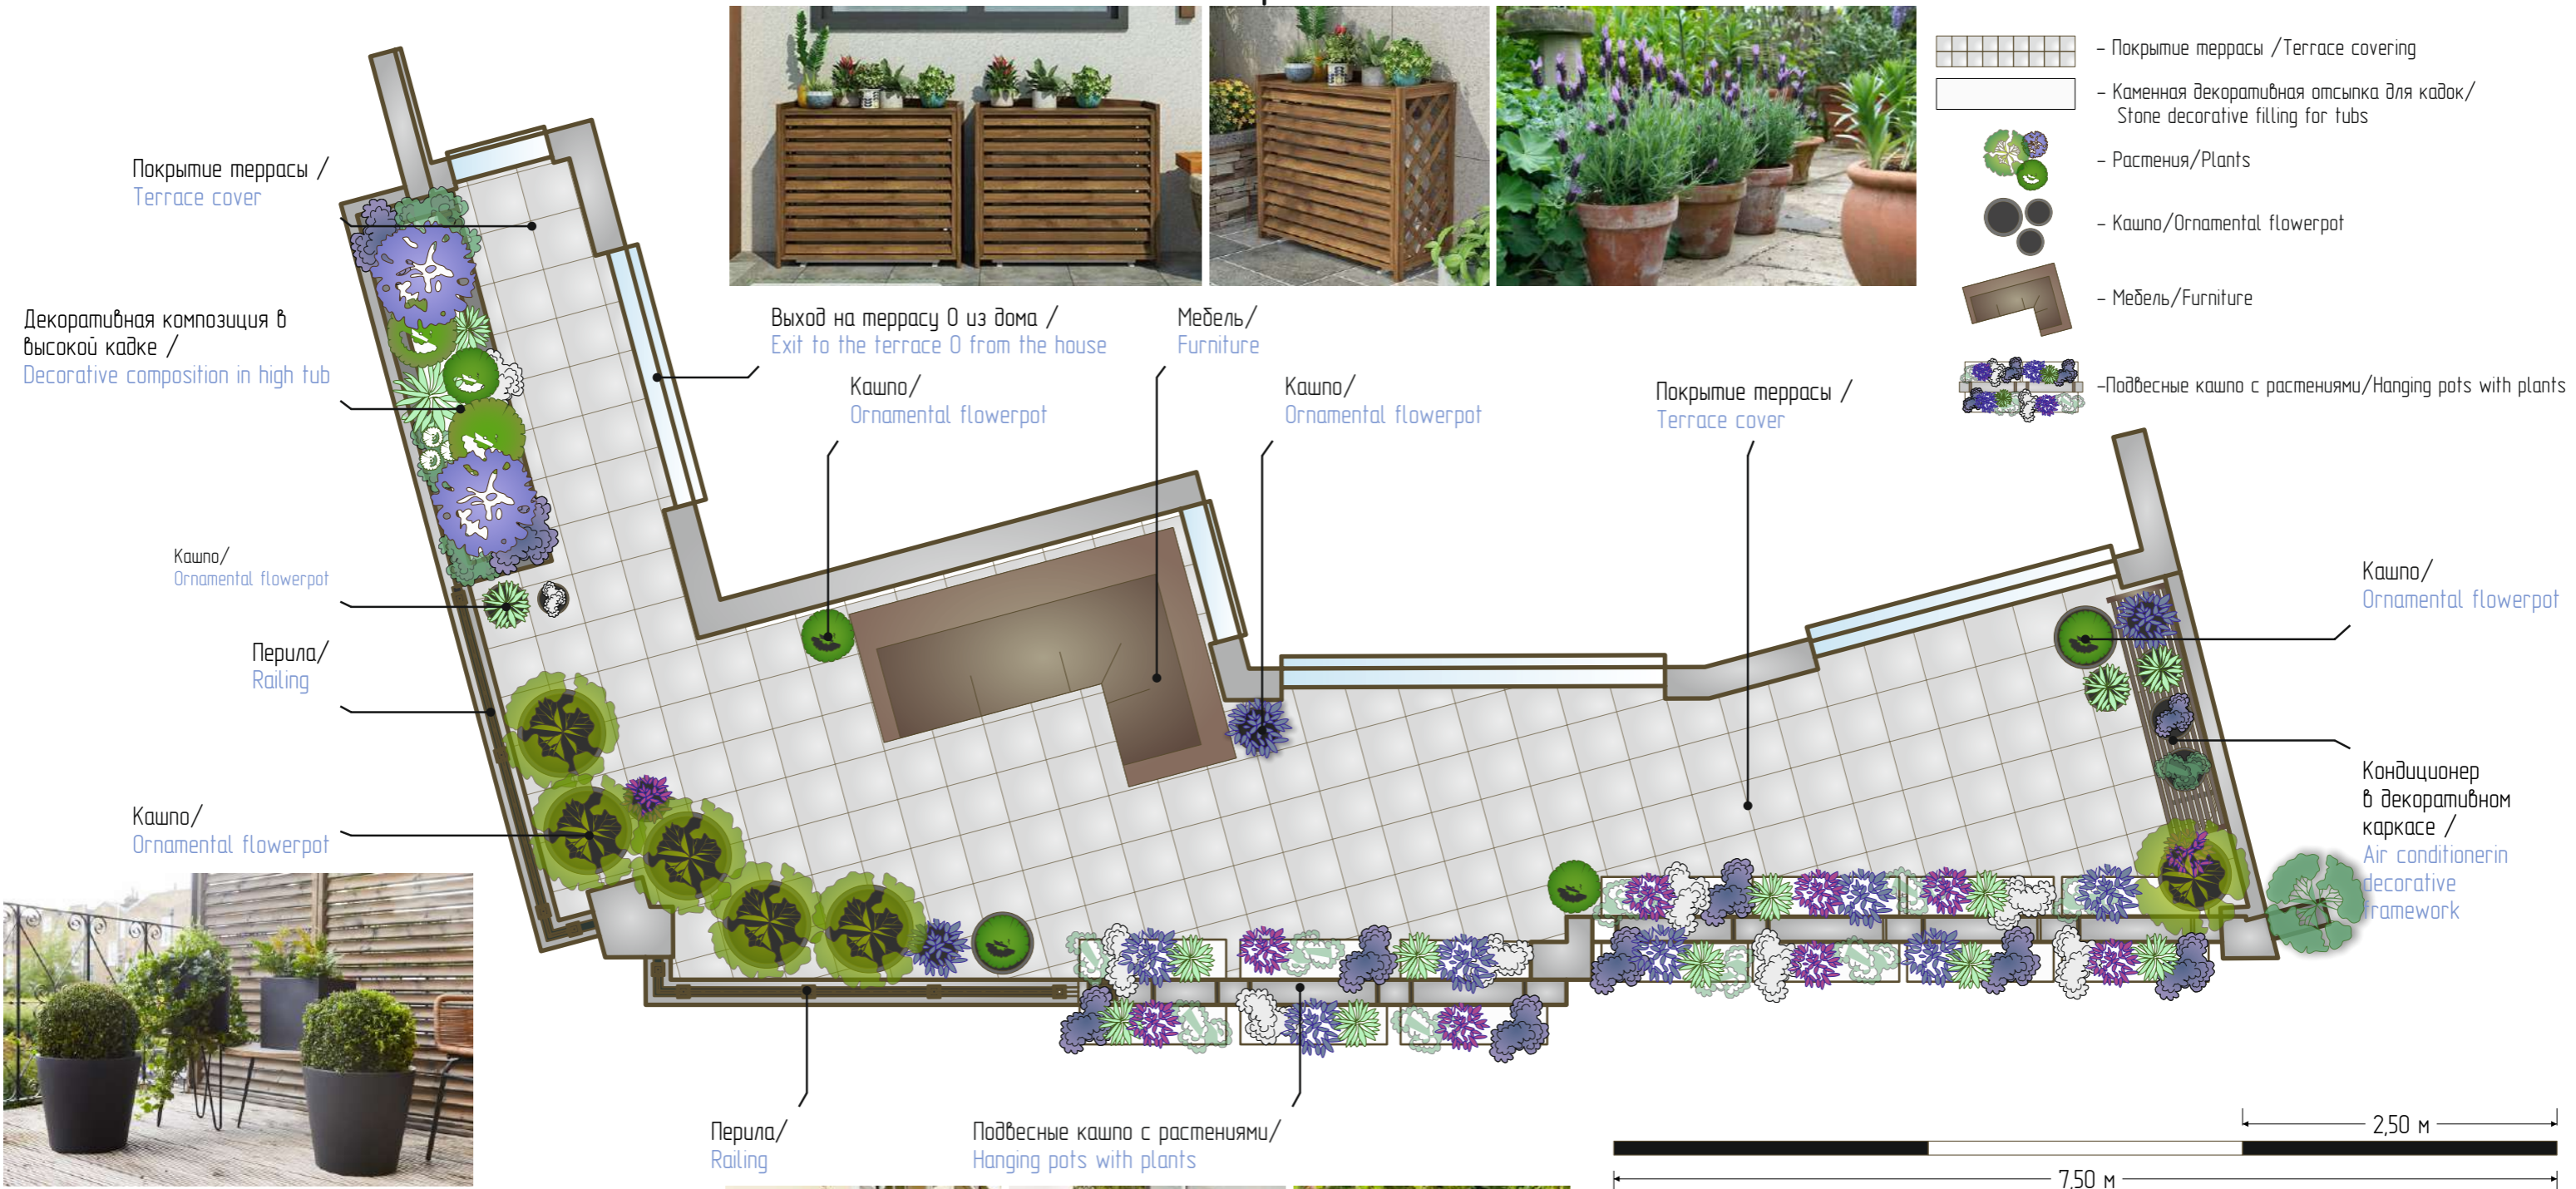 - Покрытие террасы /Terrace covering
- Каменная декоративная отсыпка для кадок/
Stone decorative filling for tubs
- Растения/Plants
- Кашпо/Ornamental flowerpot
- Мебель/Furniture
-Подвесные кашпо с растениями/Hanging pots with plants
Покрытие террасы /
Terrace cover
Декоративная композиция в
высокой кадке /
Decorative composition in high tub
Выход на террасу 0 из дома /
Exit to the terrace 0 from the house
Мебель/
Furniture
Кашпо/
Ornamental flowerpot
Кашпо/
Ornamental flowerpot
Покрытие террасы /
Terrace cover
Кашпо/
Ornamental flowerpot
Кашпо/
Ornamental flowerpot
Перила/
Railing
Кашпо/
Ornamental flowerpot
Кондиционер
в декоративном
каркасе /
Air conditionerin
decorative
framework
Перила/
Railing
Подвесные кашпо с растениями/
Hanging pots with plants
2,50 м
7,50 м